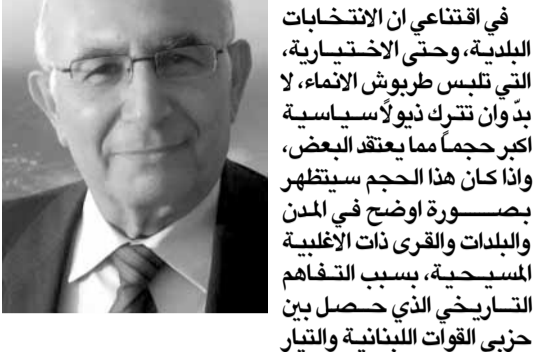 في اقتناعي ان الانتخابات
البلدية، وحتى الاختيارية،
التي تلبس طربوش الانماء، لا
بدّ وان تترك ذيولاً سياسية
اكبر حجماً مما يعتقد البعض،
واذا كان هذا الحجم سيتظهر
بصورة اوضح في المدن
والبلدات والقرى ذات الاغلبية
المسيحية، بسبب التفاهم
التاريخي الذي حصل بين
حزبي القوات اللبنانية والتيار